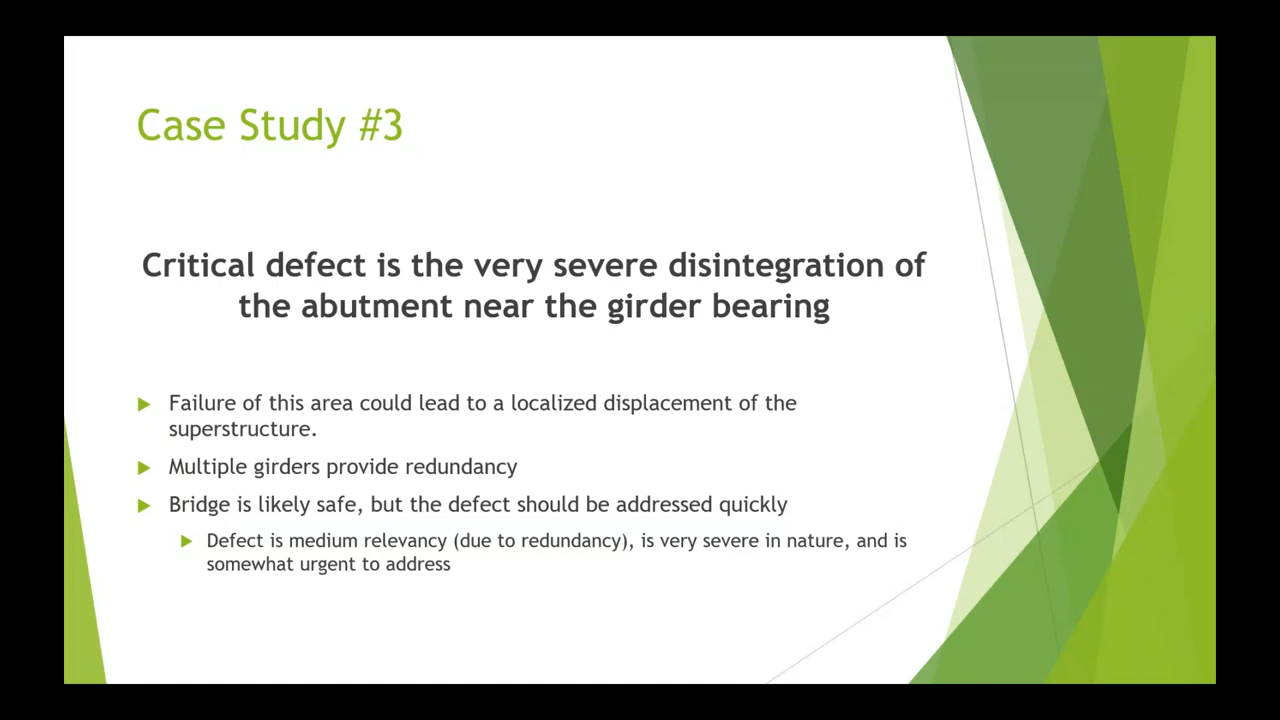 Case Study #3
Critical defect is the very severe disintegration of
the abutment near the girder bearing
Failure of this area could lead to a localized displacement of the
superstructure.
Multiple girders provide redundancy
Bridge is likely safe, but the defect should be addressed quickly
Defect is medium relevancy (due to redundancy), is very severe in nature, and is
somewhat urgent to address